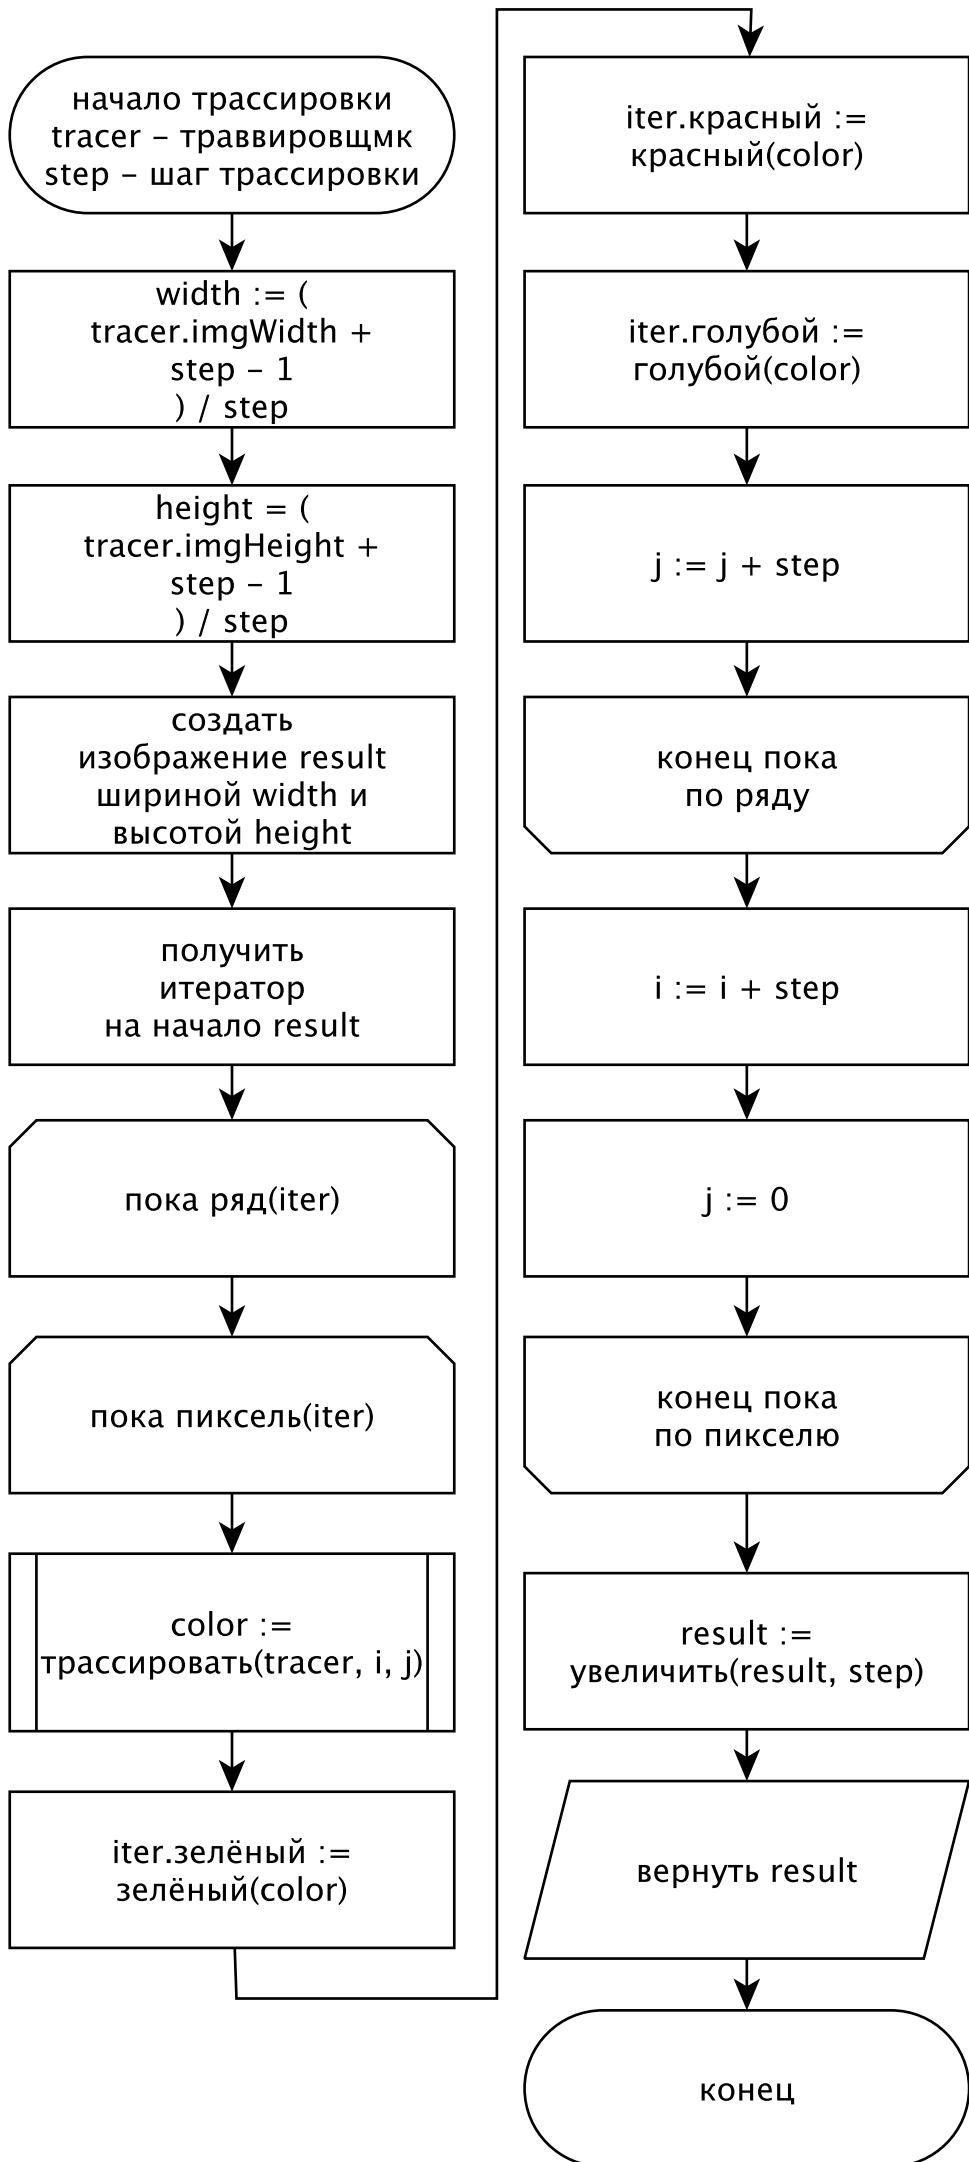 начало трассировки
tracer – траввировщмк
step – шаг трассировки
width := (
tracer.imgWidth +
step – 1
) / step
height = (
tracer.imgHeight +
step – 1
) / step
создать
изображение result
шириной width и
высотой height
получить
итератор
на начало result
пока ряд(iter)
пока пиксель(iter)
color :=
трассировать(tracer, i, j)
iter.зелёный :=
зелёный(color)
iter.красный :=
красный(color)
iter.голубой :=
голубой(color)
j := j + step
конец пока
по ряду
i := i + step
j := 0
конец пока
по пикселю
result :=
увеличить(result, step)
вернуть result
конец